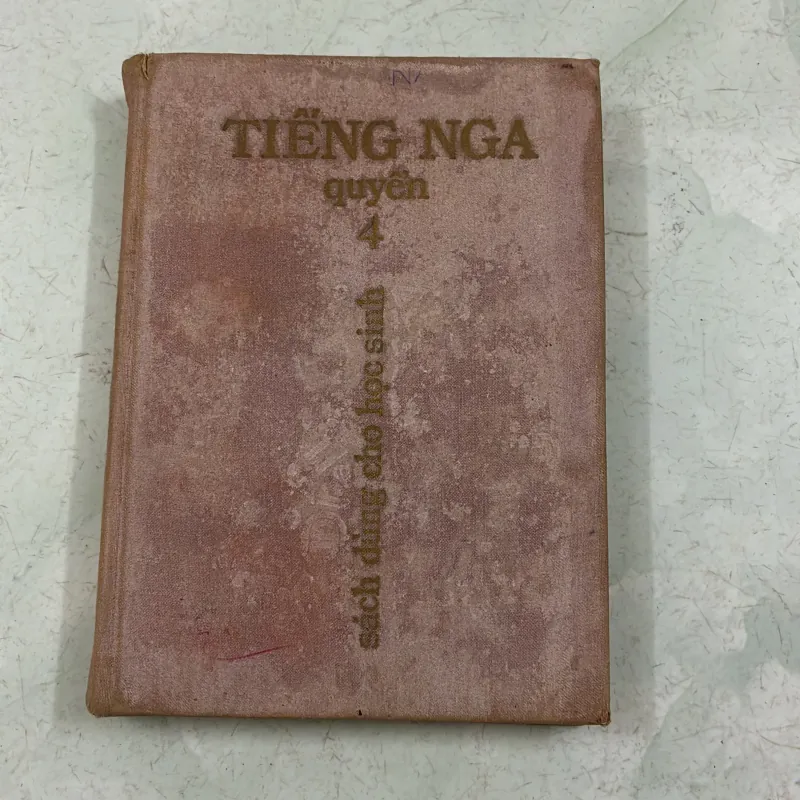 TIẾNG NGA
quyển
4
sách dùng cho học sinh